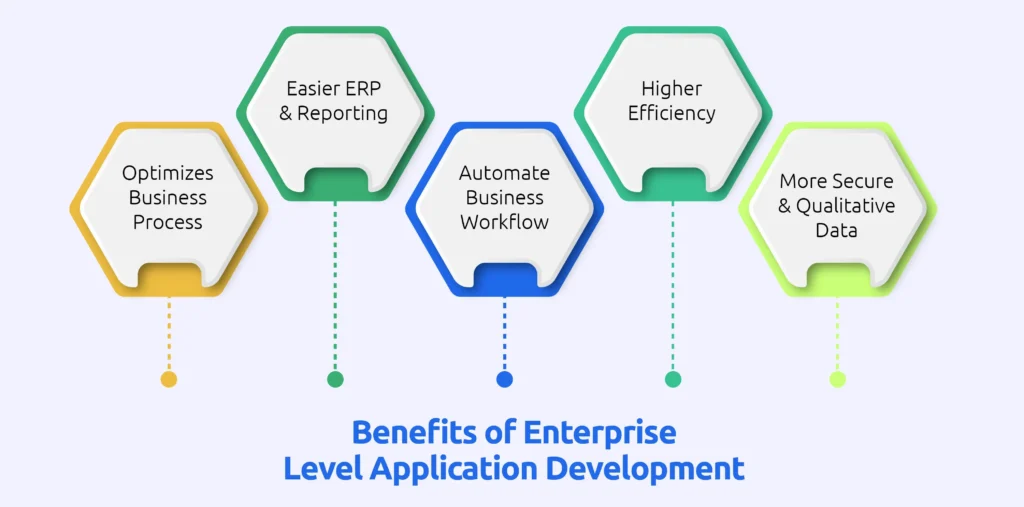 Optimizes
Business
Process
Easier ERP
& Reporting
Automate
Business
Workflow
Higher
Efficiency
More Secure
& Qualitative
Data
Benefits of Enterprise
Level Application Development